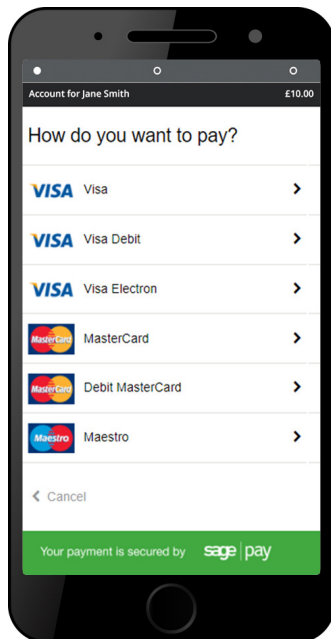 Account for Jane Smith £10.00
How do you want to pay?
VISA Visa
VISA Visa Debit
VISA Visa Electron
MasterCard MasterCard
MasterCard Debit MasterCard
Maestro Maestro
Cancel
Your payment is secured by sage pay